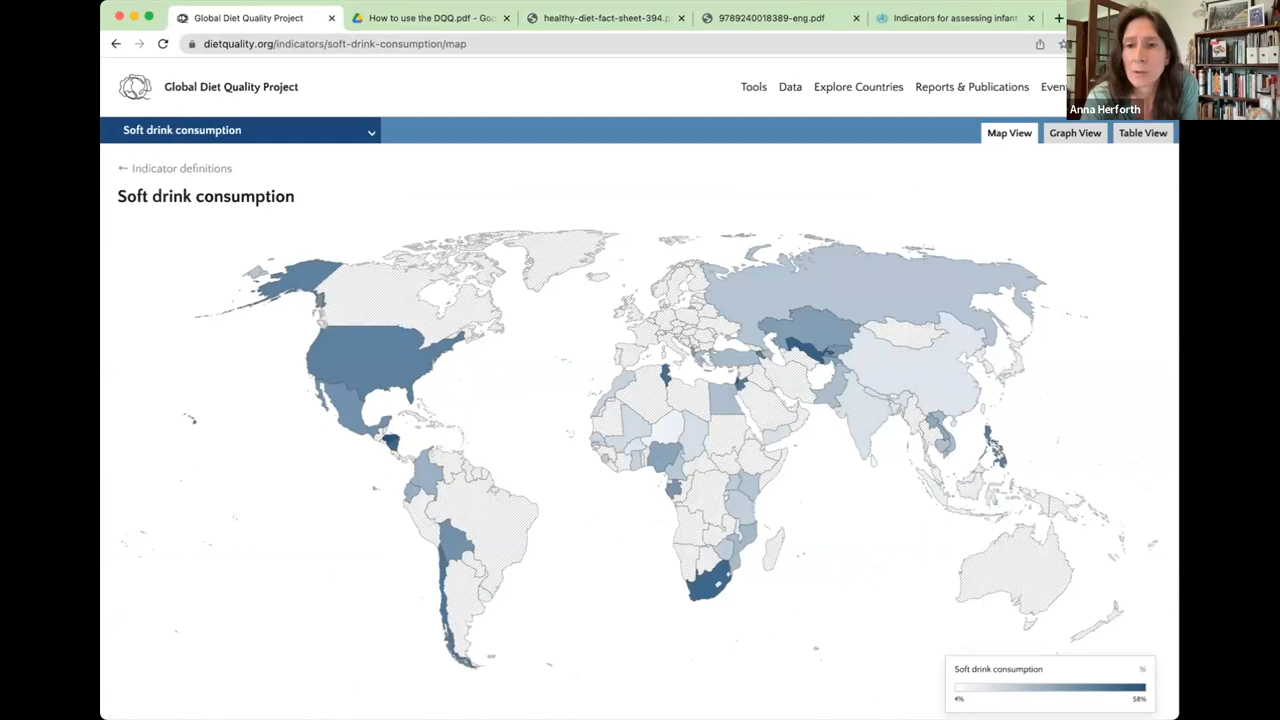 Global Diet Quality Project
How to use the DQQ.pdf - Goo
healthy-diet-fact-sheet-394.p
9789240018389-eng.pdf
Indicators for assessing infant
dietquality.org/indicators/soft-drink-consumption/map
Global Diet Quality Project
Tools
Data
Explore Countries
Reports & Publications
Even
Anna Herforth
Soft drink consumption
Map View
Graph View
Table View
← Indicator definitions
Soft drink consumption
Soft drink consumption %
4% 58%